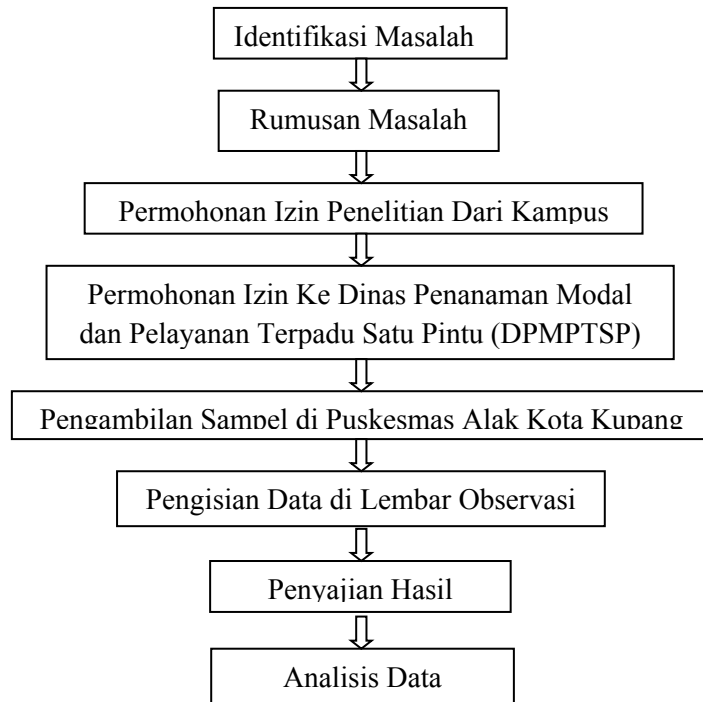 Identifikasi Masalah
Rumusan Masalah
Permohonan Izin Penelitian Dari Kampus
Permohonan Izin Ke Dinas Penanaman Modal
dan Pelayanan Terpadu Satu Pintu (DPMPTSP)
Pengambilan Sampel di Puskesmas Alak Kota Kupang
Pengisian Data di Lembar Observasi
Penyajian Hasil
Analisis Data